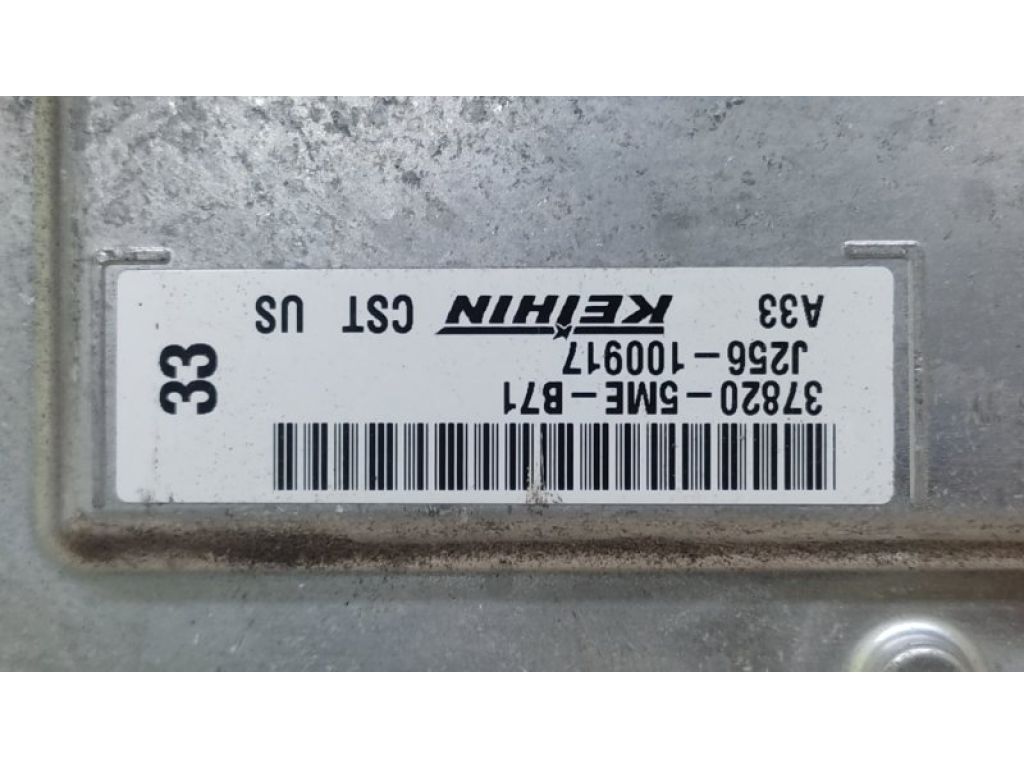 37820-5ME-B71
J256-100917
A33 KEIHIN CST US
33